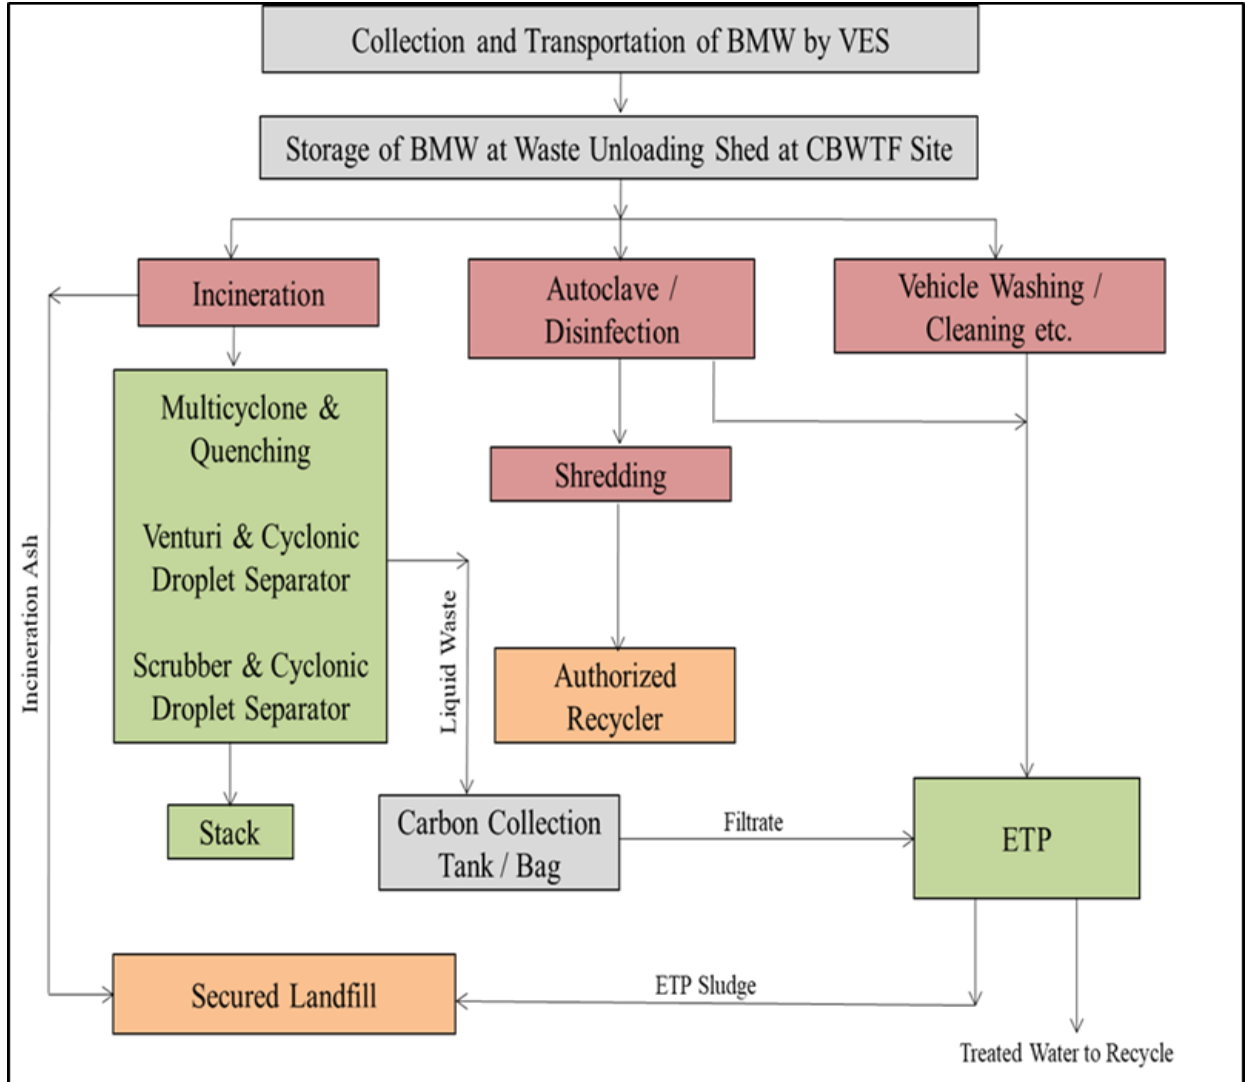 Collection and Transportation of BMW by VES
Storage of BMW at Waste Unloading Shed at CBWTF Site
Incineration
Autoclave /
Disinfection
Vehicle Washing /
Cleaning etc.
Multicyclone &
Quenching
Venturi & Cyclonic
Droplet Separator
Scrubber & Cyclonic
Droplet Separator
Shredding
Incineration Ash
Liquid Waste
Authorized
Recycler
Stack
Carbon Collection
Tank / Bag
Filtrate
ETP
Secured Landfill
ETP Sludge
Treated Water to Recycle